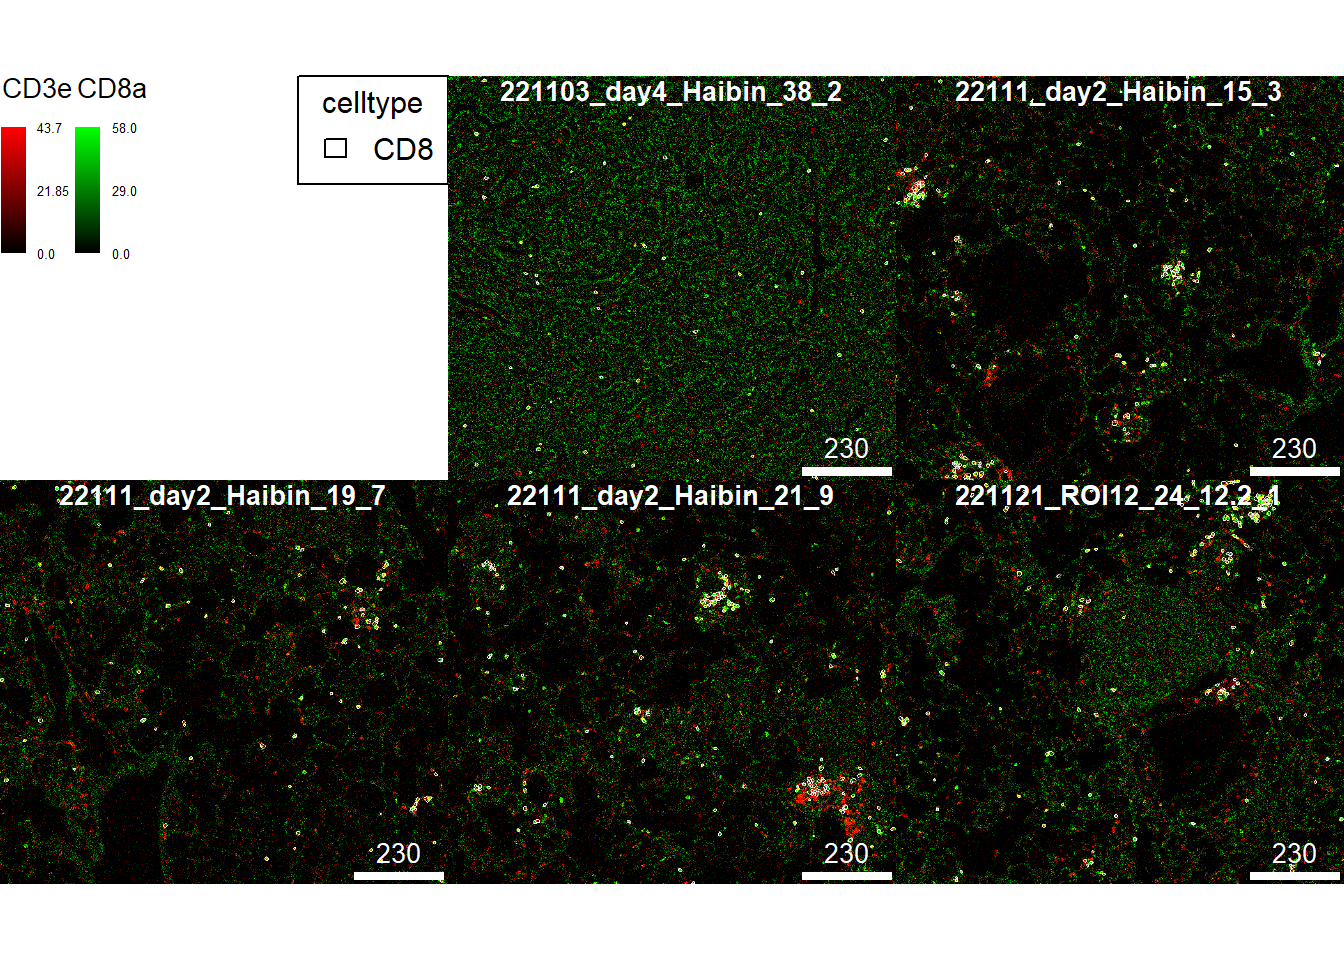 CD3e CD8a
43.7 58.0
21.85 29.0
0.0 0.0
celltype
CD8
221103_day4_Haibin_38_2
230
22111_day2_Haibin_15_3
230
22111_day2_Haibin_19_7
230
22111_day2_Haibin_21_9
230
221121_ROI12_24_12.2_1
230